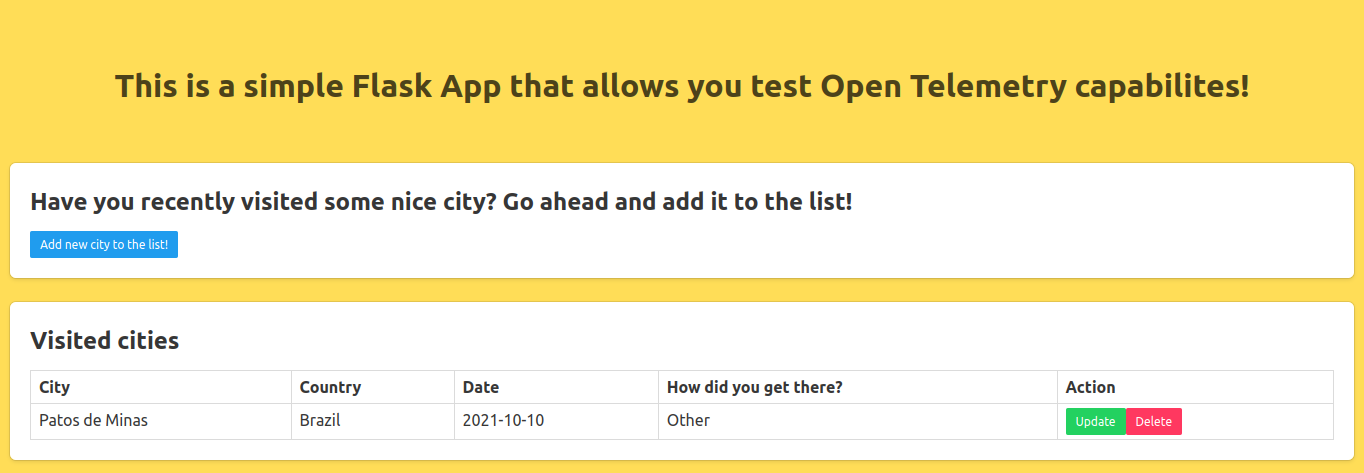 This is a simple Flask App that allows you test Open Telemetry capabilites!
Have you recently visited some nice city? Go ahead and add it to the list!
Add new city to the list!
Visited cities
City Country Date How did you get there? Action
Patos de Minas Brazil 2021-10-10 Other Update Delete